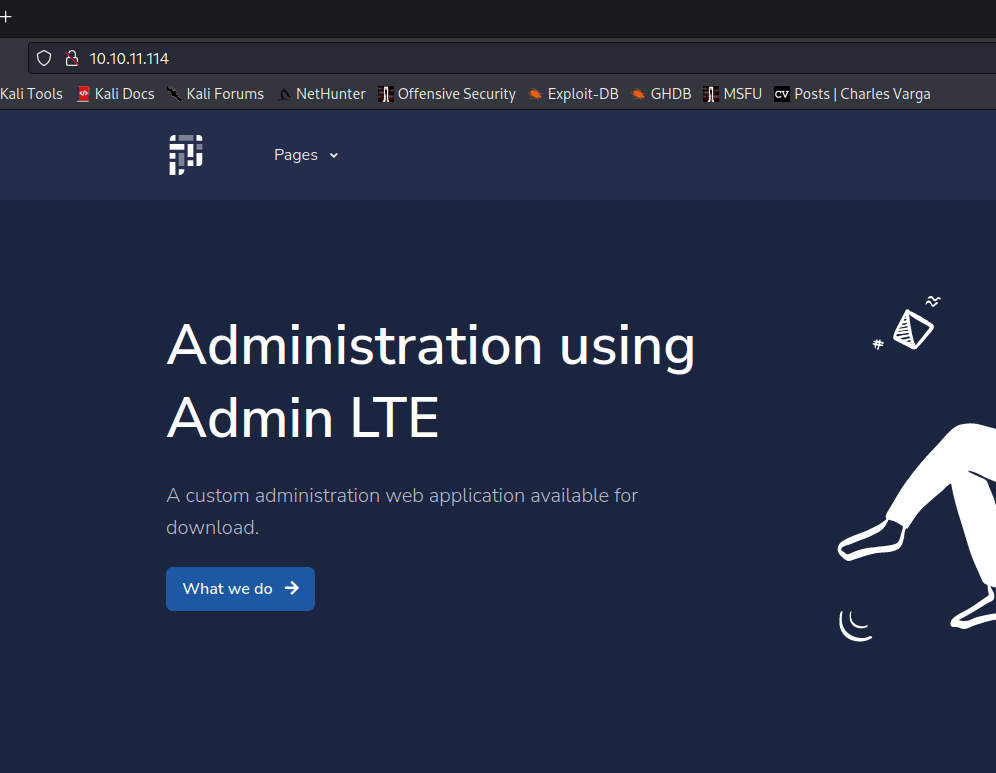 10.10.11.114
Kali Tools Kali Docs Kali Forums NetHunter Offensive Security Exploit-DB GHDB MSFU CV Posts | Charles Varga
Pages
Administration using
Admin LTE
A custom administration web application available for
download.
What we do